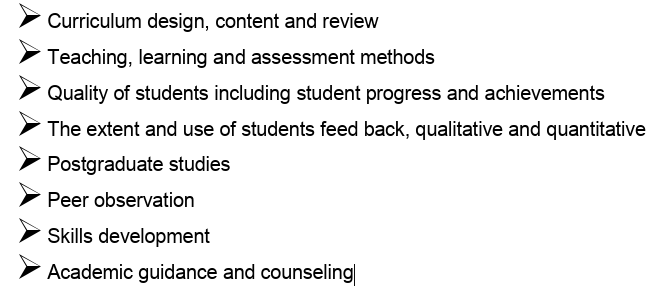 Curriculum design, content and review
Teaching, learning and assessment methods
Quality of students including student progress and achievements
The extent and use of students feed back, qualitative and quantitative
Postgraduate studies
Peer observation
Skills development
Academic guidance and counseling